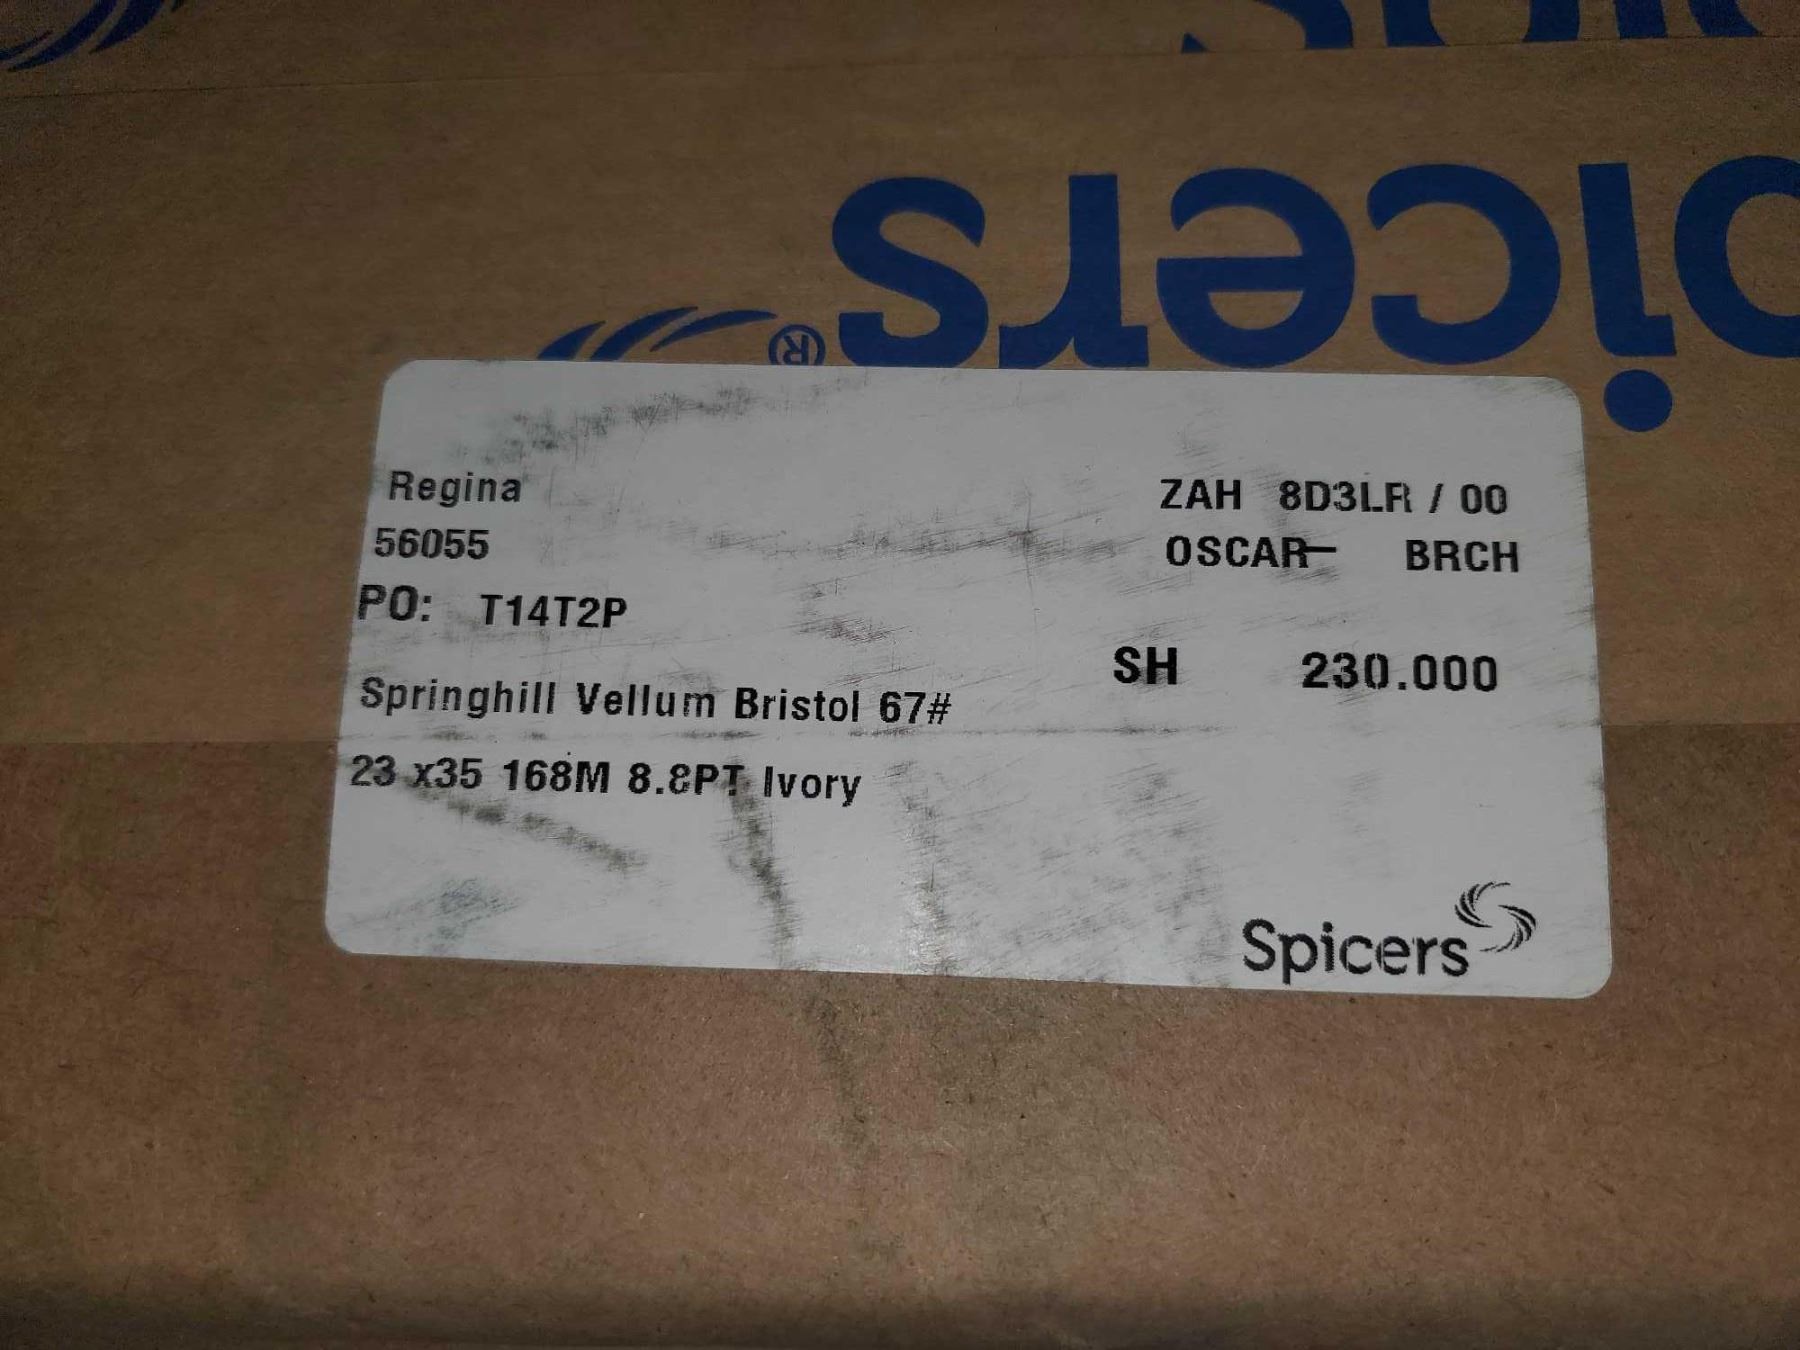 Spicers®
Regina
56055
PO: T14T2P
Springhill Vellum Bristol 67#
23 x35 168M 8.8PT Ivory
ZAH 8D3LR / 00
OSCAR- BRCH
SH 230.000
Spicers